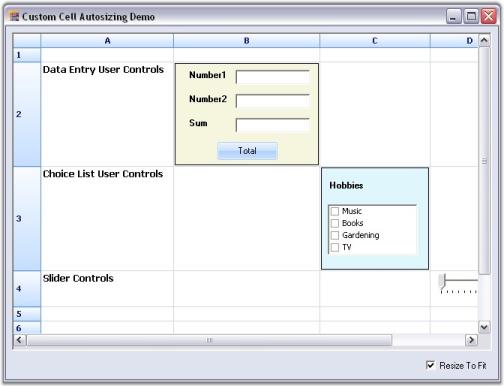 Custom Cell Autosizing Demo
A B C D
1
2 Data Entry User Controls
Number1
Number2
Sum
Total
3 Choice List User Controls
Hobbies
Music
Books
Gardening
TV
4 Slider Controls
5
6
Resize To Fit